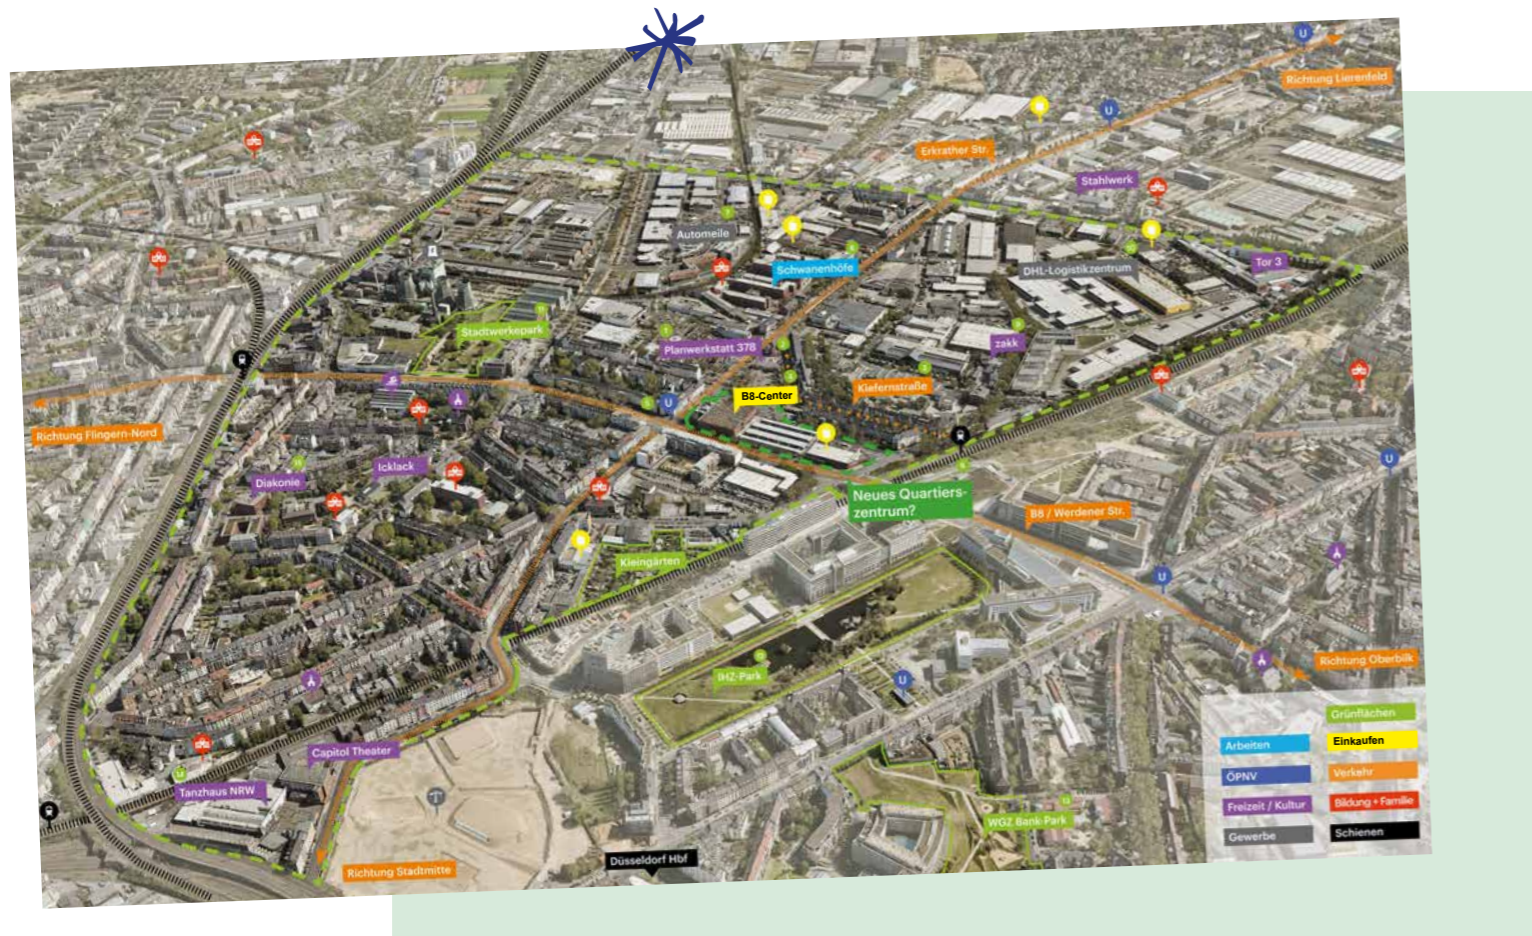 U
Richtung Lierenfeld
U
Erkrather Str.
Stahlwerk
Automeile
Schwanenhöfe
DHL-Logistikzentrum
Tor 3
Stadtwerkepark
Planwerkstatt 378
zakk
B8-Center
Kiefernstraße
U
Richtung Flingern-Nord
Diakonie
Icklack
U
Neues Quartiers-
zentrum?
B8 / Werdener Str.
Kleingärten
U
IHZ-Park
U
Richtung Oberbilk
Capitol Theater
Tanzhaus NRW
WGZ Bank-Park
Düsseldorf Hbf
Richtung Stadtmitte
Grünflächen
Arbeiten
Einkaufen
ÖPNV
Verkehr
Freizeit / Kultur
Bildung + Familie
Gewerbe
Schienen